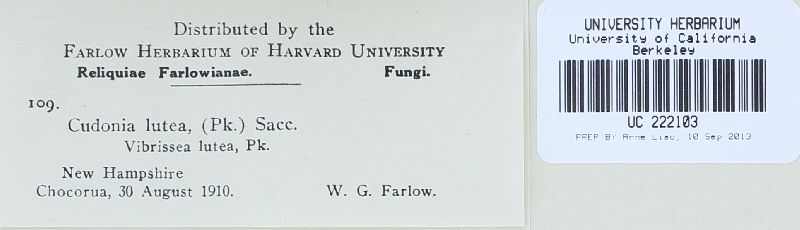 Distributed by the
Farlow Herbarium of Harvard University
Reliquiae Farlowianae. Fungi.
109.
Cudonia lutea, (Pk.) Sacc.
Vibrissea lutea, Pk.
New Hampshire
Chocorua, 30 August 1910. W. G. Farlow.
UNIVERSITY HERBARIUM
University of California
Berkeley
UC 222103
PREP BY Anne Liao, 10 Sep 2013